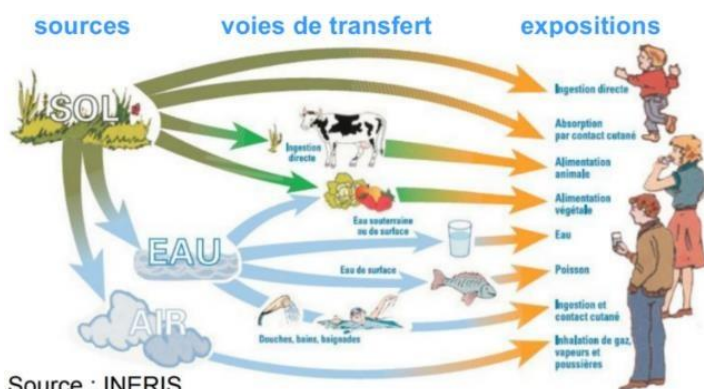 sources voies de transfert expositions
SOL
Ingestion directe
Absorption
par contact cutané
Ingestion
directe
Alimentation
animale
Alimentation
végétale
Eau souterraine
ou de surface
EAU
Eau
Eau de surface
Poisson
AIR
Ingestion et
contact cutané
Douches, bains, baignades
Inhalation de gaz,
vapeurs et
poussières
Source : INERIS